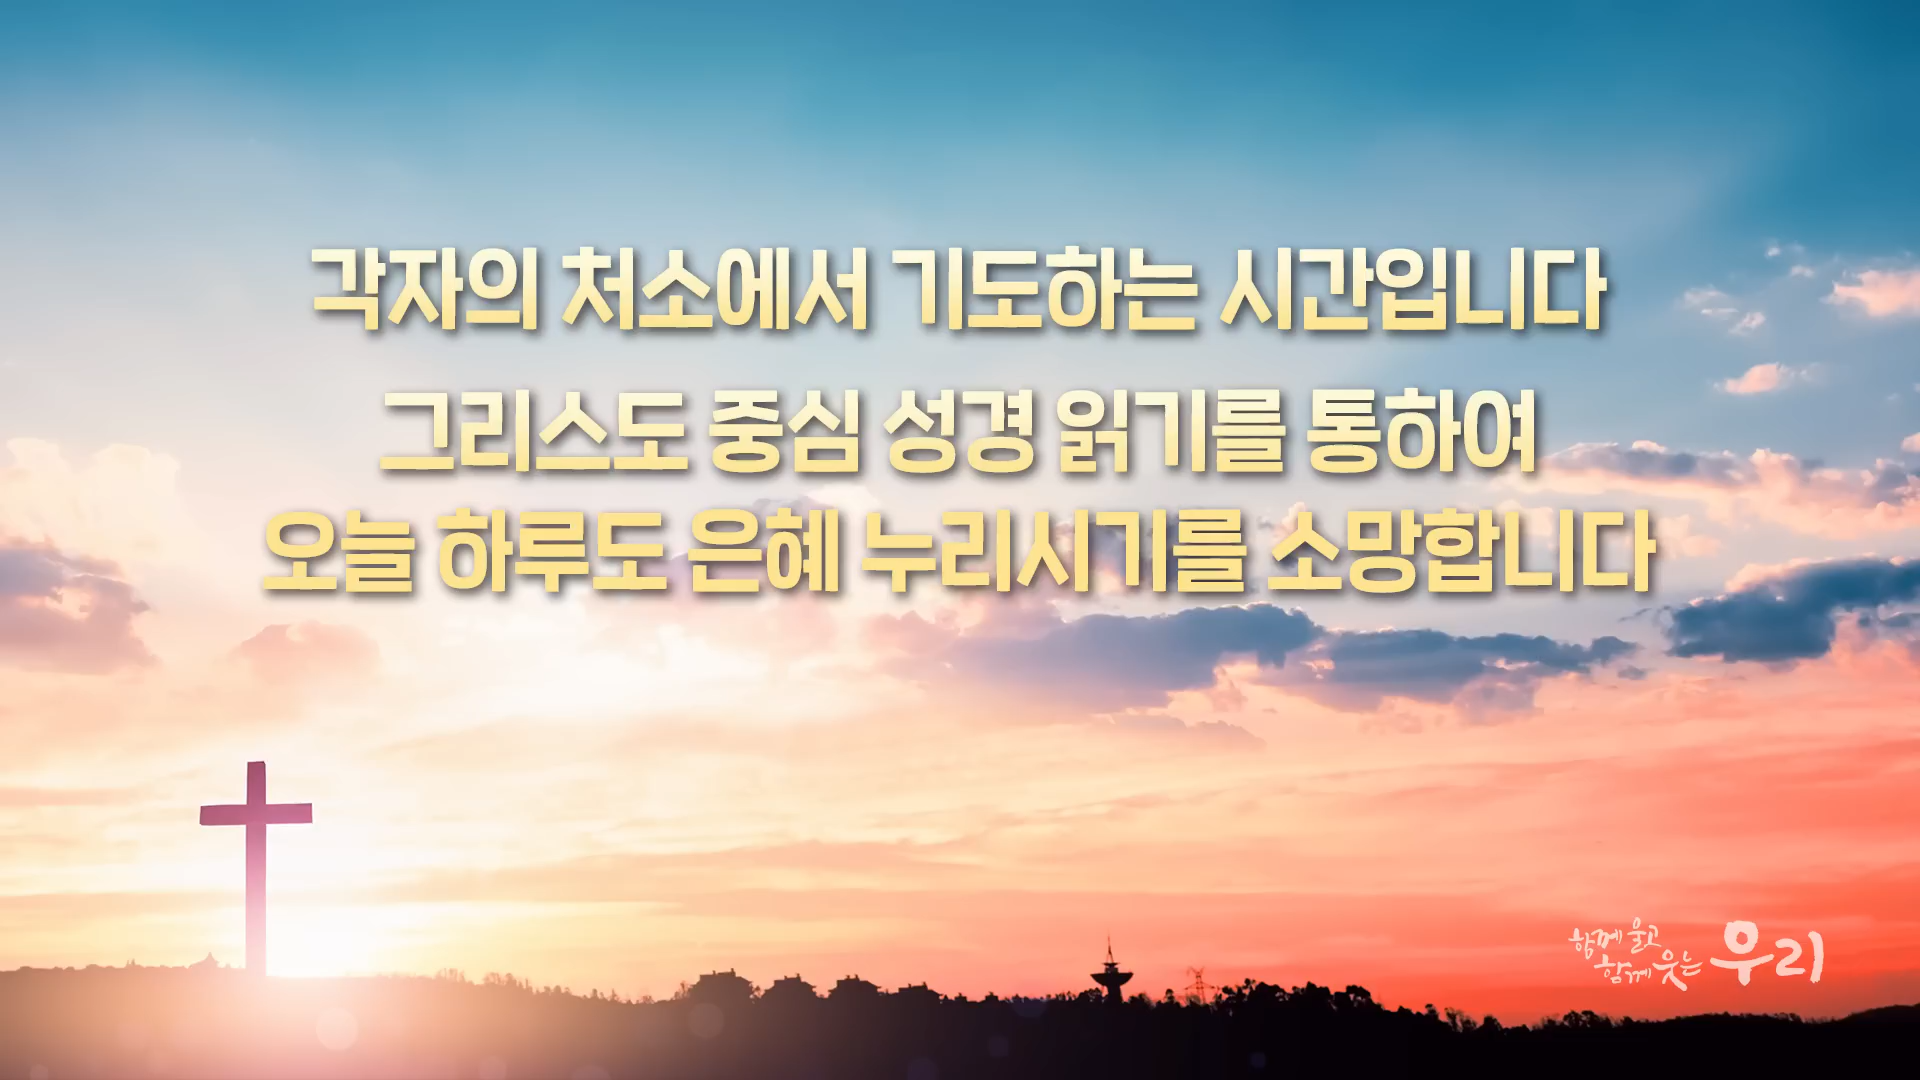 각자의 처소에서 기도하는 시간입니다
그리스도 중심 성경 읽기를 통하여
오늘 하루도 은혜 누리시기를 소망합니다
함께 울고
함께 웃는 우리